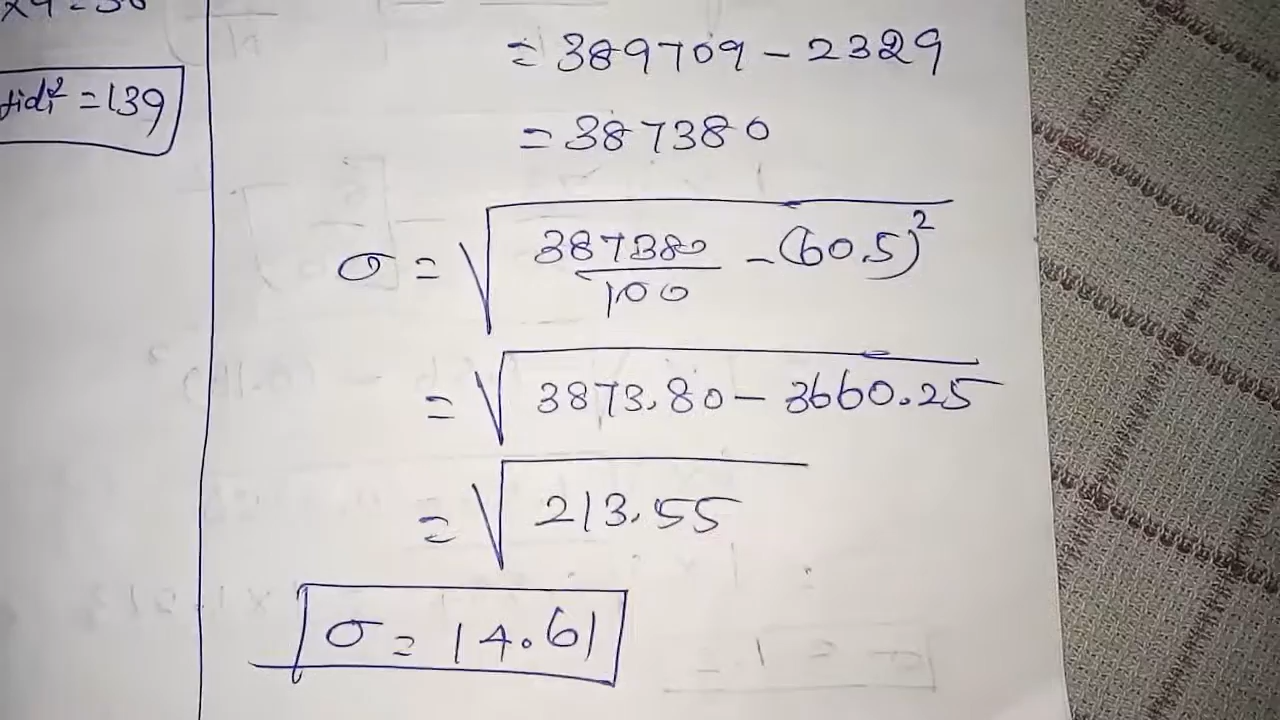 fidi² = 139
= 389709 - 2329
= 387380
σ = √(387380/100 - (60.5)²)
= √(3873.80 - 3660.25)
= √213.55
σ = 14.61